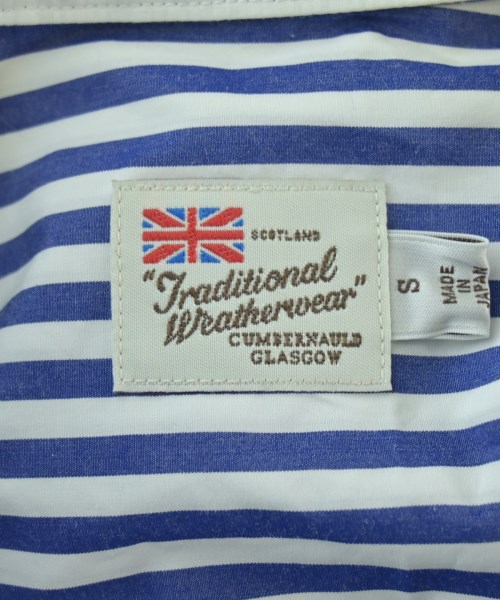 SCOTLAND
"Traditional
Weatherwear"
CUMBERNAULD
GLASGOW
S
MADE
IN
JAPAN